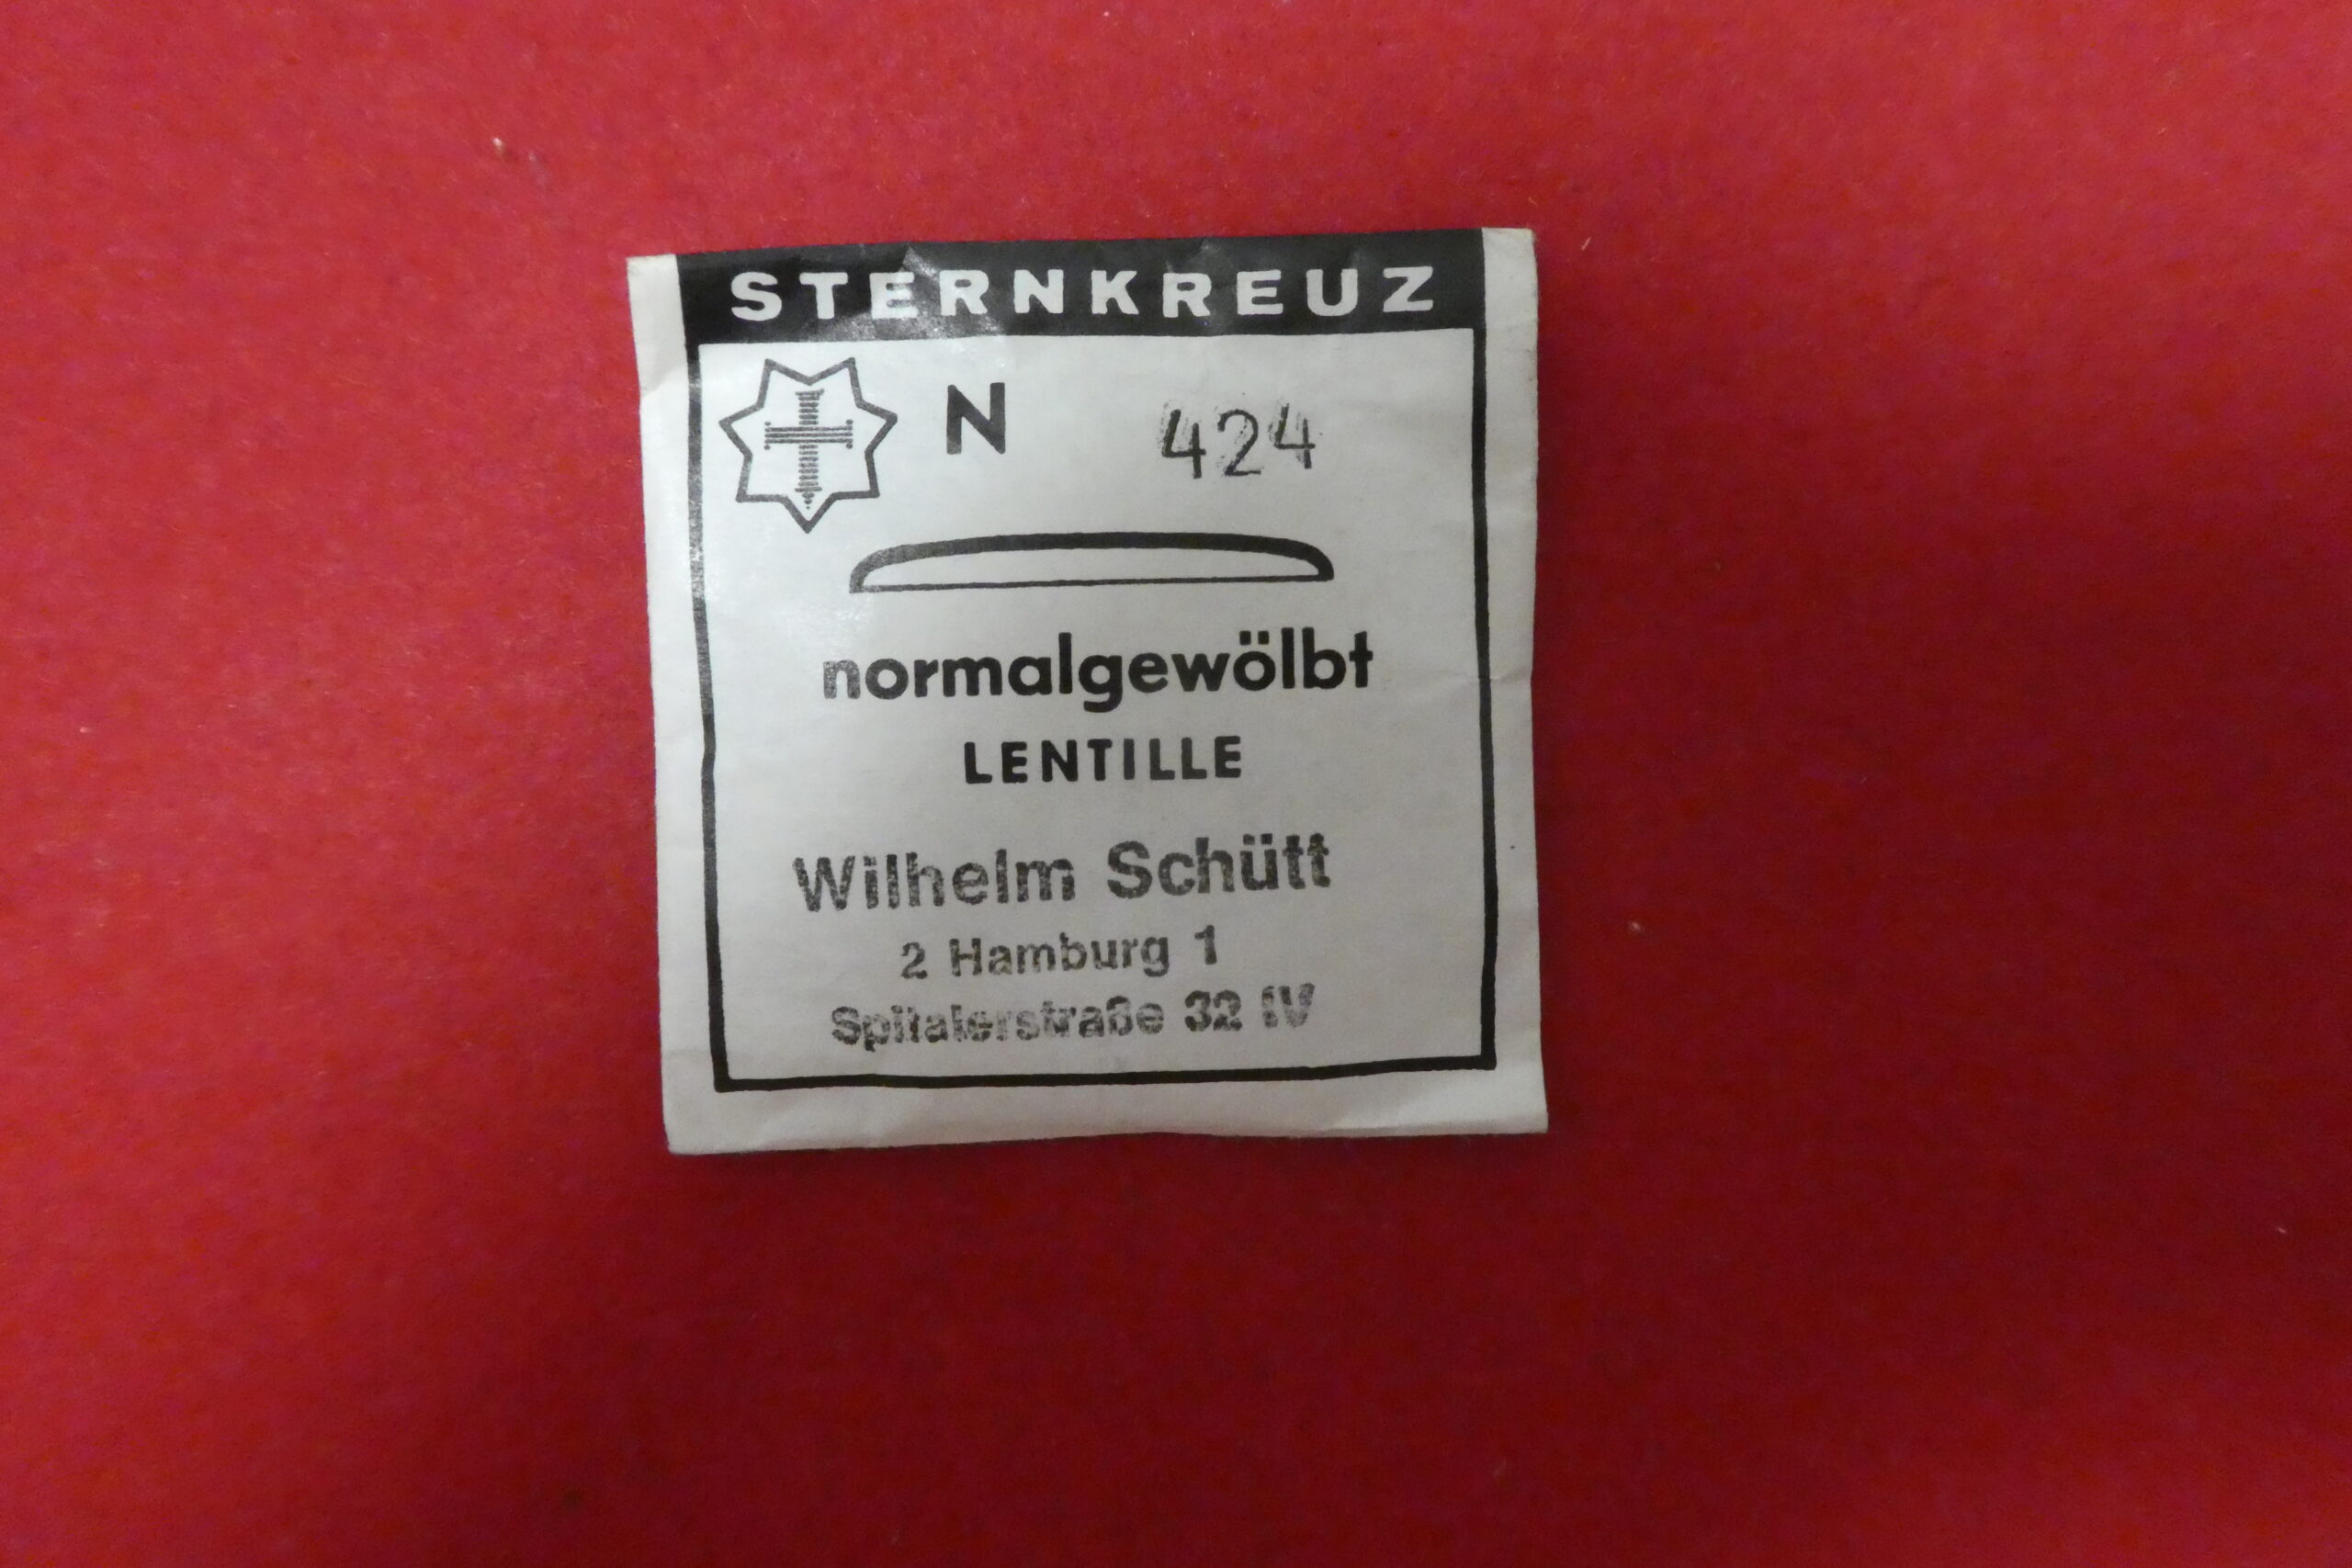 STERNKREUZ
N 424
normalgewölbt
LENTILLE
Wilhelm Schütt
2 Hamburg 1
Spitalerstraße 32 IV